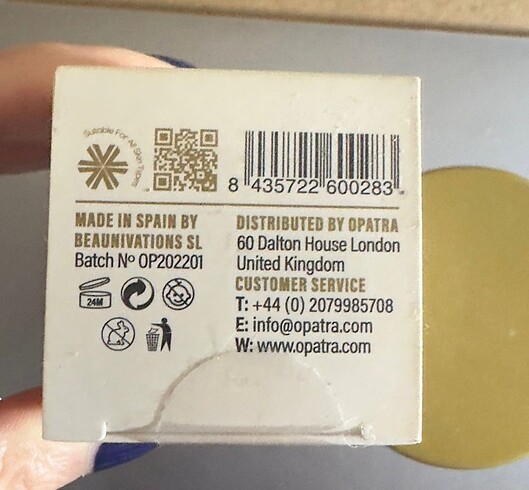 Suitable For All Skin Types
8 435722 600283
MADE IN SPAIN BY
BEAUNIVATIONS SL
Batch Nº OP202201
24M
DISTRIBUTED BY OPATRA
60 Dalton House London
United Kingdom
CUSTOMER SERVICE
T: +44 (0) 2079985708
E: info@opatra.com
W: www.opatra.com